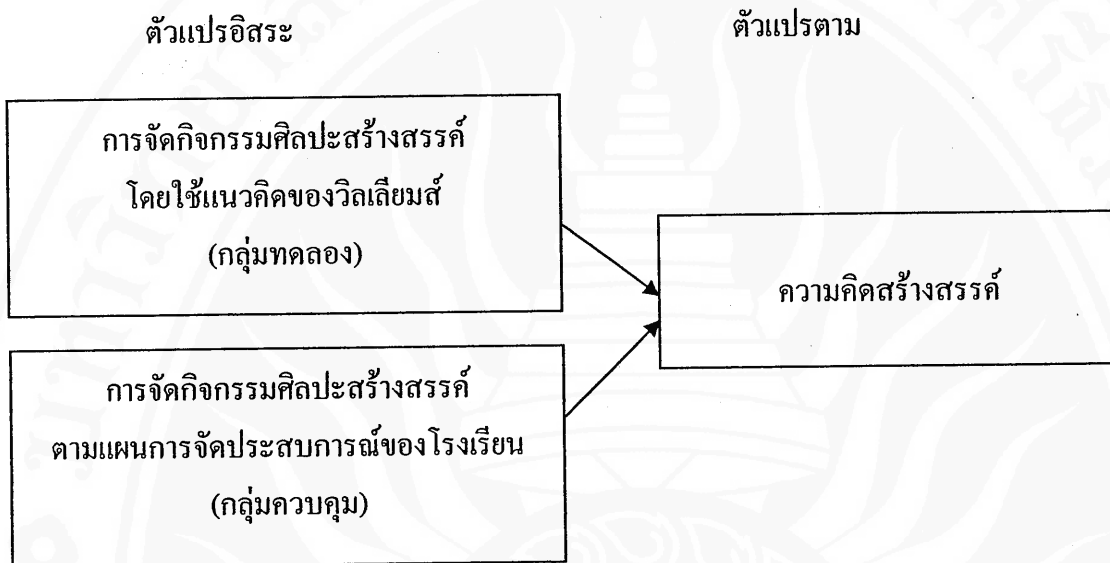 ตัวแปรอิสระ
ตัวแปรตาม
การจัดกิจกรรมศิลปะสร้างสรรค์
โดยใช้แนวคิดของวิลเลียมส์
(กลุ่มทดลอง)
ความคิดสร้างสรรค์
การจัดกิจกรรมศิลปะสร้างสรรค์
ตามแผนการจัดประสบการณ์ของโรงเรียน
(กลุ่มควบคุม)